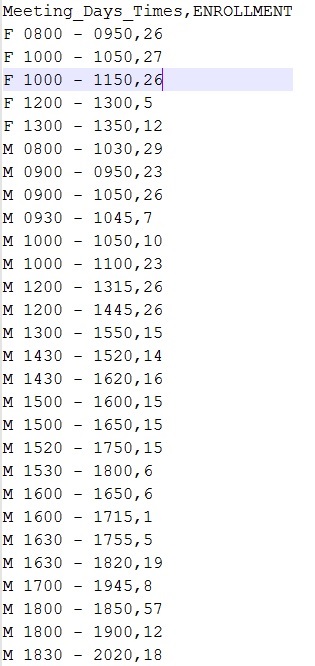 Meeting_Days_Times,ENROLLMENT
F 0800 - 0950,26
F 1000 - 1050,27
F 1000 - 1150,26
F 1200 - 1300,5
F 1300 - 1350,12
M 0800 - 1030,29
M 0900 - 0950,23
M 0900 - 1050,26
M 0930 - 1045,7
M 1000 - 1050,10
M 1000 - 1100,23
M 1200 - 1315,26
M 1200 - 1445,26
M 1300 - 1550,15
M 1430 - 1520,14
M 1430 - 1620,16
M 1500 - 1600,15
M 1500 - 1650,15
M 1520 - 1750,15
M 1530 - 1800,6
M 1600 - 1650,6
M 1600 - 1715,1
M 1630 - 1755,5
M 1630 - 1820,19
M 1700 - 1945,8
M 1800 - 1850,57
M 1800 - 1900,12
M 1830 - 2020,18